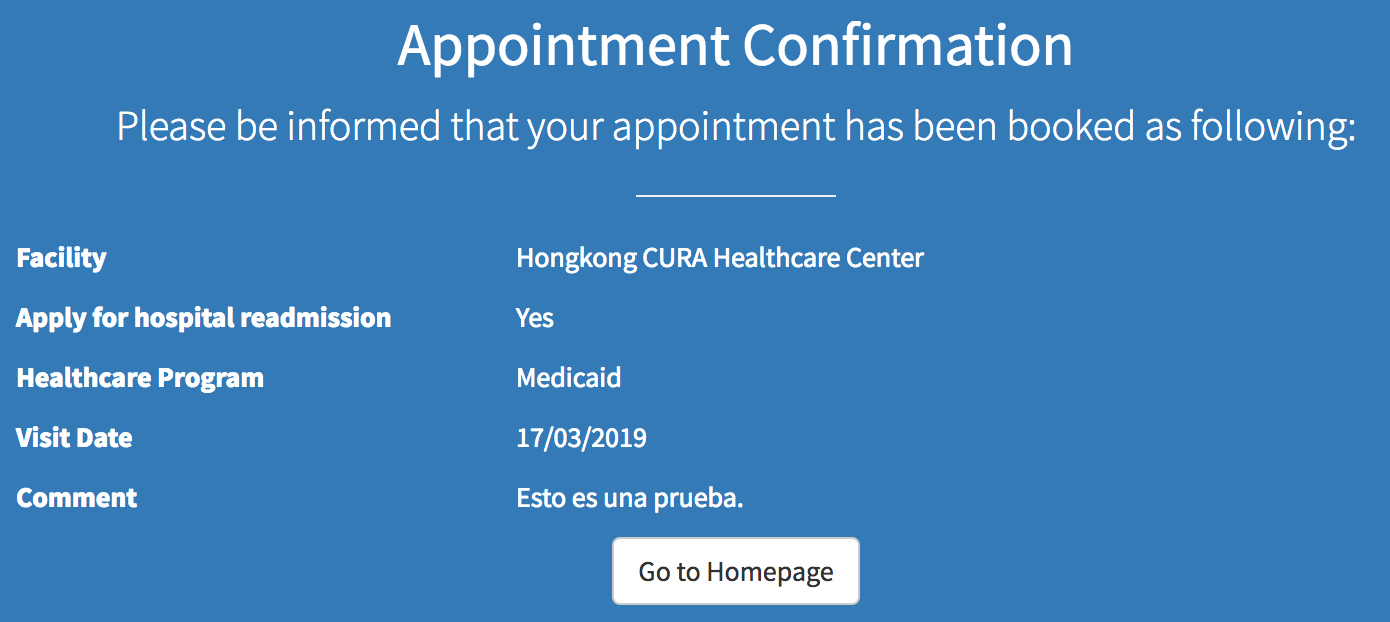 Appointment Confirmation
Please be informed that your appointment has been booked as following:
Facility Hongkong CURA Healthcare Center
Apply for hospital readmission Yes
Healthcare Program Medicaid
Visit Date 17/03/2019
Comment Esto es una prueba.
Go to Homepage